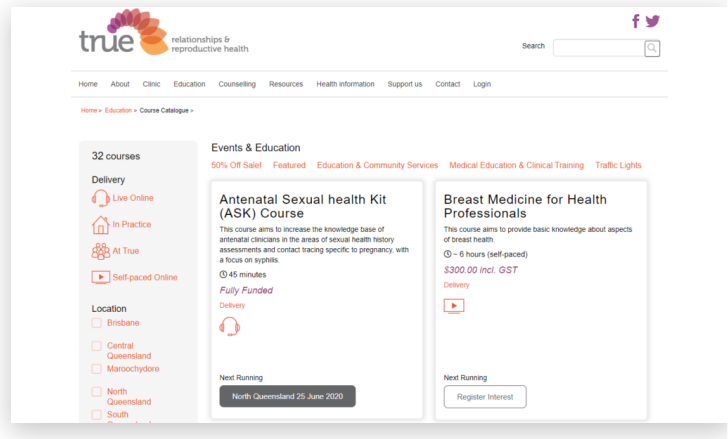 true
relationships &
reproductive health
Search
Home About Clinic Education Counselling Resources Health information Support us Contact Login
Home » Education » Course Catalogue »
32 courses
Delivery
Live Online
In Practice
At True
Self-paced Online
Location
Brisbane
Central
Queensland
Maroochydore
North
Queensland
South
Events & Education
50% Off Sale! Featured Education & Community Services Medical Education & Clinical Training Traffic Lights
Antenatal Sexual health Kit
(ASK) Course
This course aims to increase the knowledge base of
antenatal clinicians in the areas of sexual health history
assessments and contact tracing specific to pregnancy, with
a focus on syphilis.
45 minutes
Fully Funded
Delivery
Next Running
North Queensland 25 June 2020
Breast Medicine for Health
Professionals
This course aims to provide basic knowledge about aspects
of breast health.
~ 6 hours (self-paced)
$300.00 incl. GST
Delivery
Next Running
Register Interest